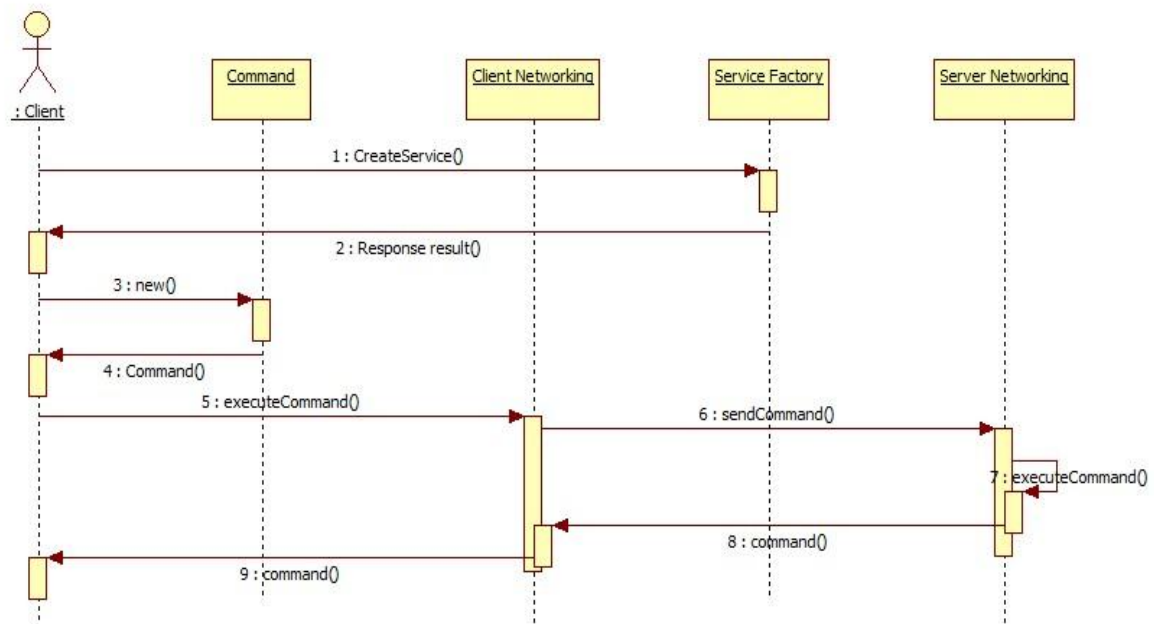 Command
Client Networking
Service Factory
Server Networking
: Client
1 : CreateService()
2 : Response result()
3 : new()
4 : Command()
5 : executeCommand()
6 : sendCommand()
7 : executeCommand()
8 : command()
9 : command()